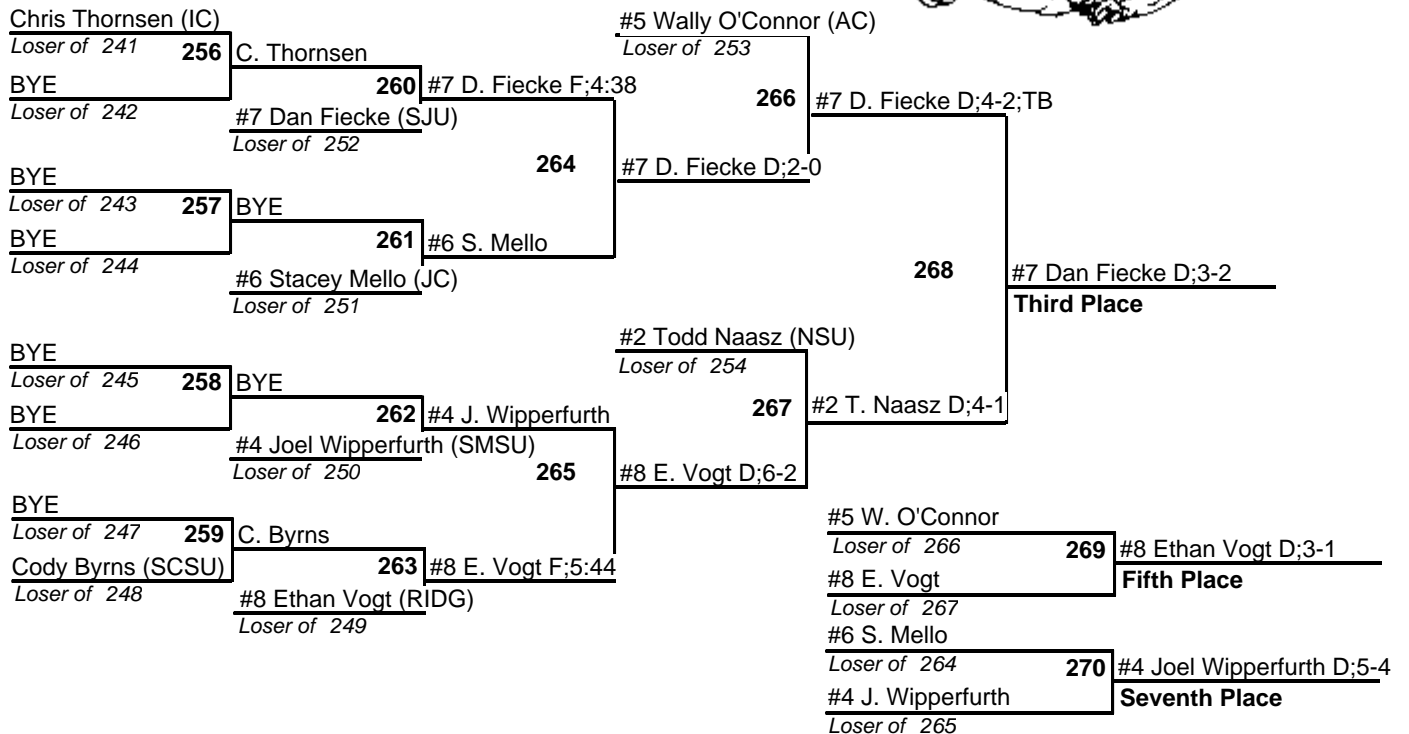 Chris Thornsen (IC)
Loser of 241
256
C. Thornsen
BYE
Loser of 242
260
#7 D. Fiecke F;4:38
#7 Dan Fiecke (SJU)
Loser of 252
BYE
Loser of 243
257
BYE
BYE
Loser of 244
261
#6 S. Mello
#6 Stacey Mello (JC)
Loser of 251
264
#7 D. Fiecke D;2-0
#5 Wally O'Connor (AC)
Loser of 253
266
#7 D. Fiecke D;4-2;TB
BYE
Loser of 245
258
BYE
BYE
Loser of 246
262
#4 J. Wipperfurth
#4 Joel Wipperfurth (SMSU)
Loser of 250
BYE
Loser of 247
259
C. Byrns
Cody Byrns (SCSU)
Loser of 248
263
#8 E. Vogt F;5:44
#8 Ethan Vogt (RIDG)
Loser of 249
265
#8 E. Vogt D;6-2
#2 Todd Naasz (NSU)
Loser of 254
267
#2 T. Naasz D;4-1
268
#7 Dan Fiecke D;3-2
Third Place
#5 W. O'Connor
Loser of 266
269
#8 Ethan Vogt D;3-1
#8 E. Vogt
Fifth Place
Loser of 267
#6 S. Mello
Loser of 264
270
#4 Joel Wipperfurth D;5-4
#4 J. Wipperfurth
Seventh Place
Loser of 265